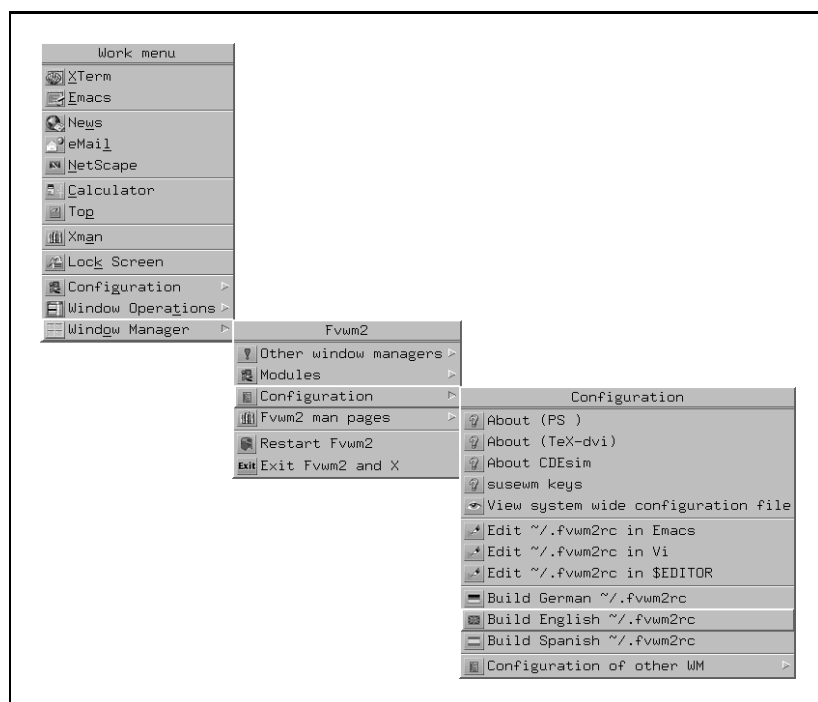 Work menu
XTerm
Emacs
News
eMail
NetScape
Calculator
Top
Xman
Lock Screen
Configuration
Window Operations
Window Manager
Fvwm2
Other window managers
Modules
Configuration
Fvwm2 man pages
Restart Fvwm2
Exit Exit Fvwm2 and X
Configuration
About (PS )
About (TeX-dvi)
About CDEsim
susewm keys
View system wide configuration file
Edit ~/.fvwm2rc in Emacs
Edit ~/.fvwm2rc in Vi
Edit ~/.fvwm2rc in $EDITOR
Build German ~/.fvwm2rc
Build English ~/.fvwm2rc
Build Spanish ~/.fvwm2rc
Configuration of other WM